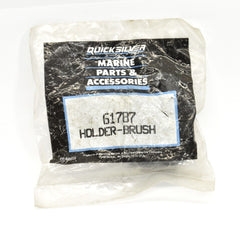 QUICKSILVER
MARINE
PARTS &
ACCESSORIES
61787
HOLDER-BRUSH